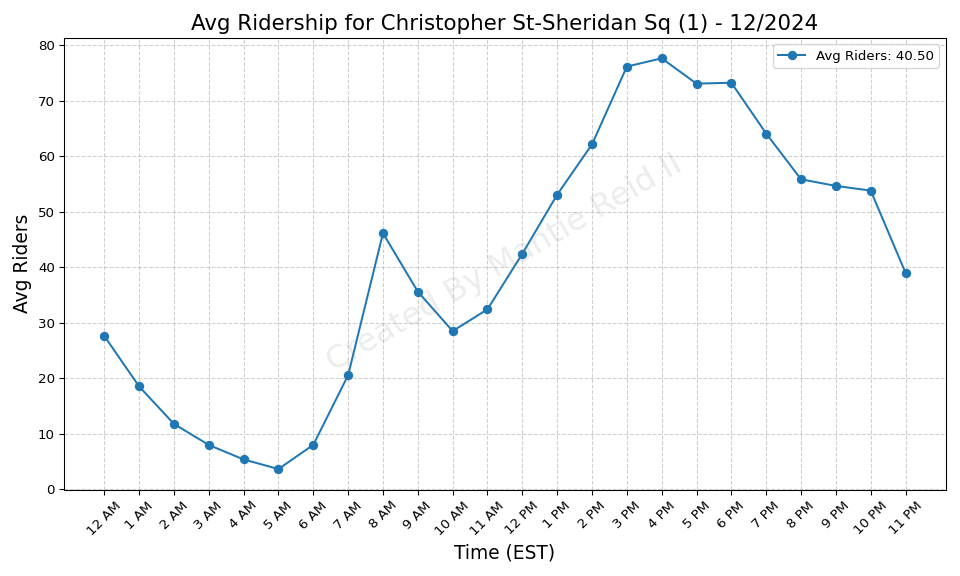 Avg Ridership for Christopher St-Sheridan Sq (1) - 12/2024
Avg Riders: 40.50
80
70
60
50
40
30
20
10
0
Avg Riders
Created By Mantie Reid II
12 AM
1 AM
2 AM
3 AM
4 AM
5 AM
6 AM
7 AM
8 AM
9 AM
10 AM
11 AM
12 PM
1 PM
2 PM
3 PM
4 PM
5 PM
6 PM
7 PM
8 PM
9 PM
10 PM
11 PM
Time (EST)